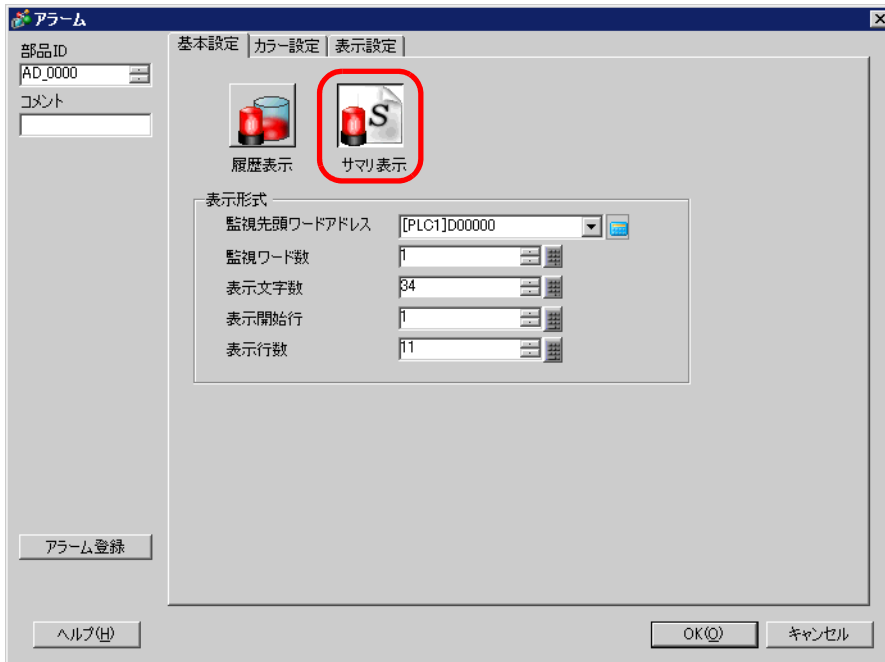 アラーム
部品ID
AD_0000
コメント
基本設定 カラー設定 表示設定
S
履歴表示 サマリ表示
表示形式
監視先頭ワードアドレス [PLC1]D00000
監視ワード数 1
表示文字数 34
表示開始行 1
表示行数 11
アラーム登録
ヘルプ(H) OK(O) キャンセル